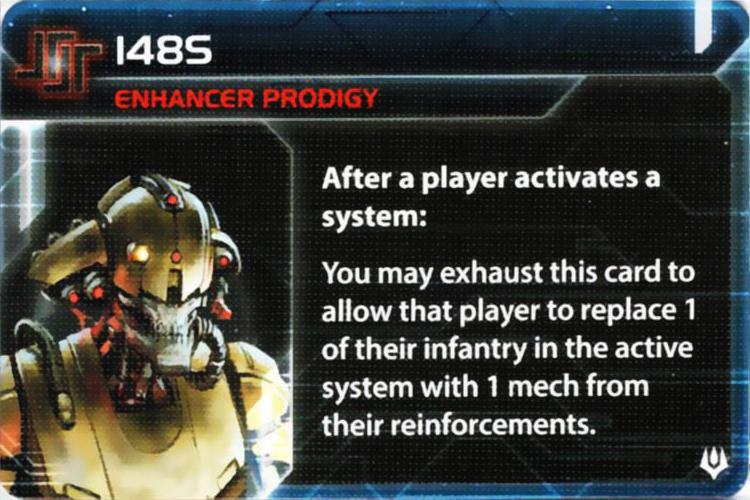 I48S
ENHANCER PRODIGY
After a player activates a
system:
You may exhaust this card to
allow that player to replace 1
of their infantry in the active
system with 1 mech from
their reinforcements.